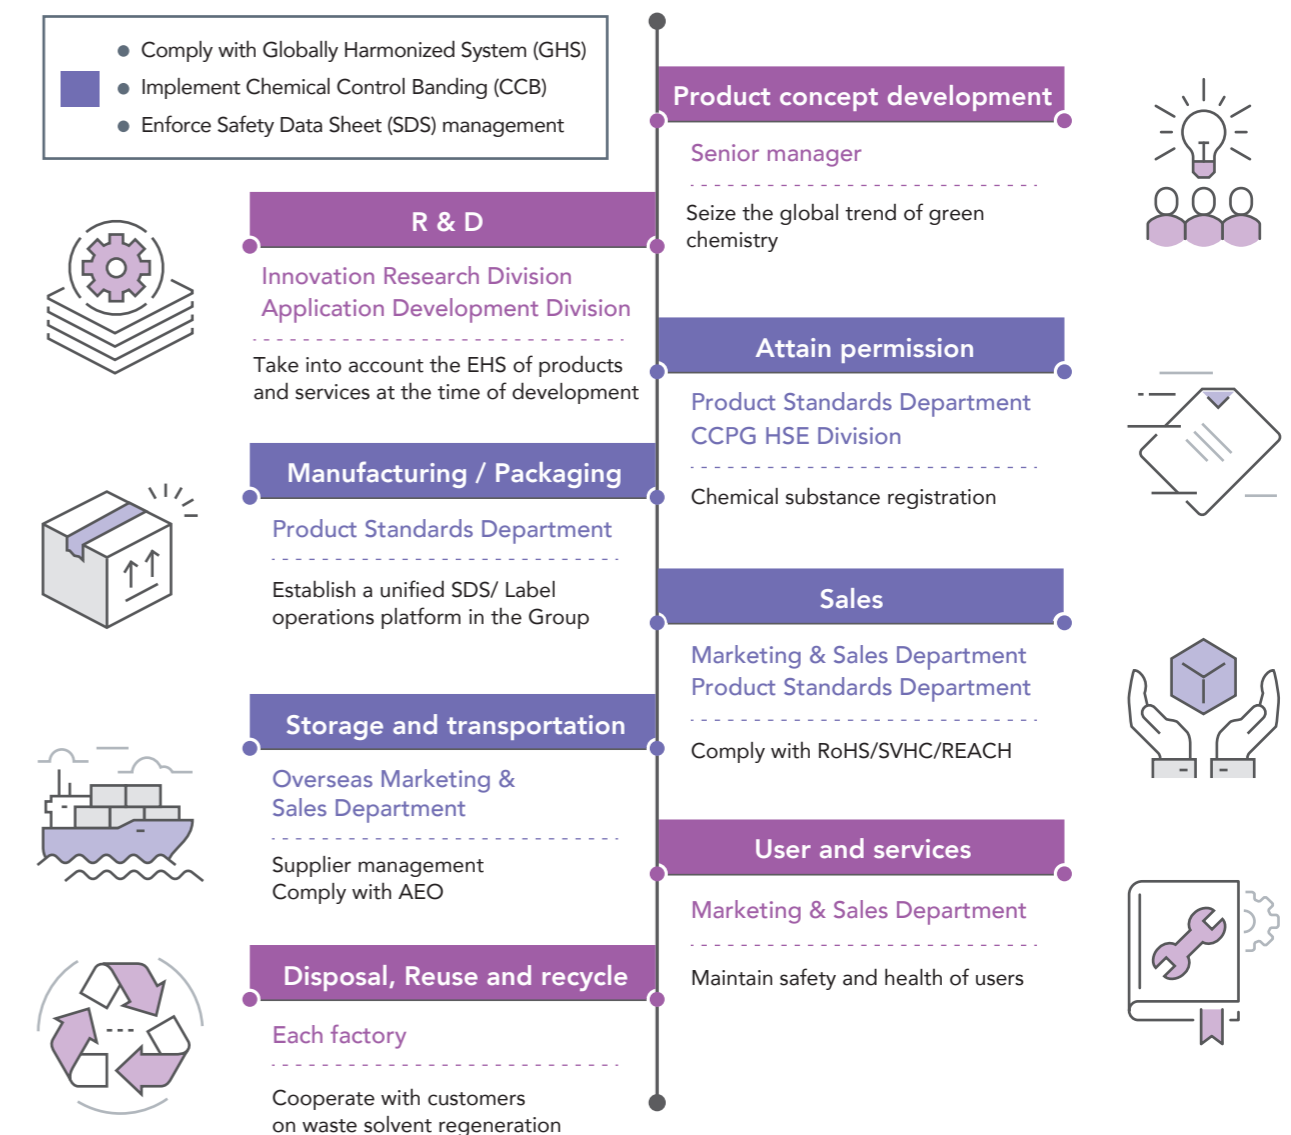 Comply with Globally Harmonized System (GHS)
Implement Chemical Control Banding (CCB)
Enforce Safety Data Sheet (SDS) management
Product concept development
Senior manager
Seize the global trend of green
chemistry
R & D
Innovation Research Division
Application Development Division
Take into account the EHS of products
and services at the time of development
Attain permission
Product Standards Department
CCPG HSE Division
Chemical substance registration
Manufacturing / Packaging
Product Standards Department
Establish a unified SDS/ Label
operations platform in the Group
Sales
Marketing & Sales Department
Product Standards Department
Comply with RoHS/SVHC/REACH
Storage and transportation
Overseas Marketing &
Sales Department
Supplier management
Comply with AEO
User and services
Marketing & Sales Department
Maintain safety and health of users
Disposal, Reuse and recycle
Each factory
Cooperate with customers
on waste solvent regeneration